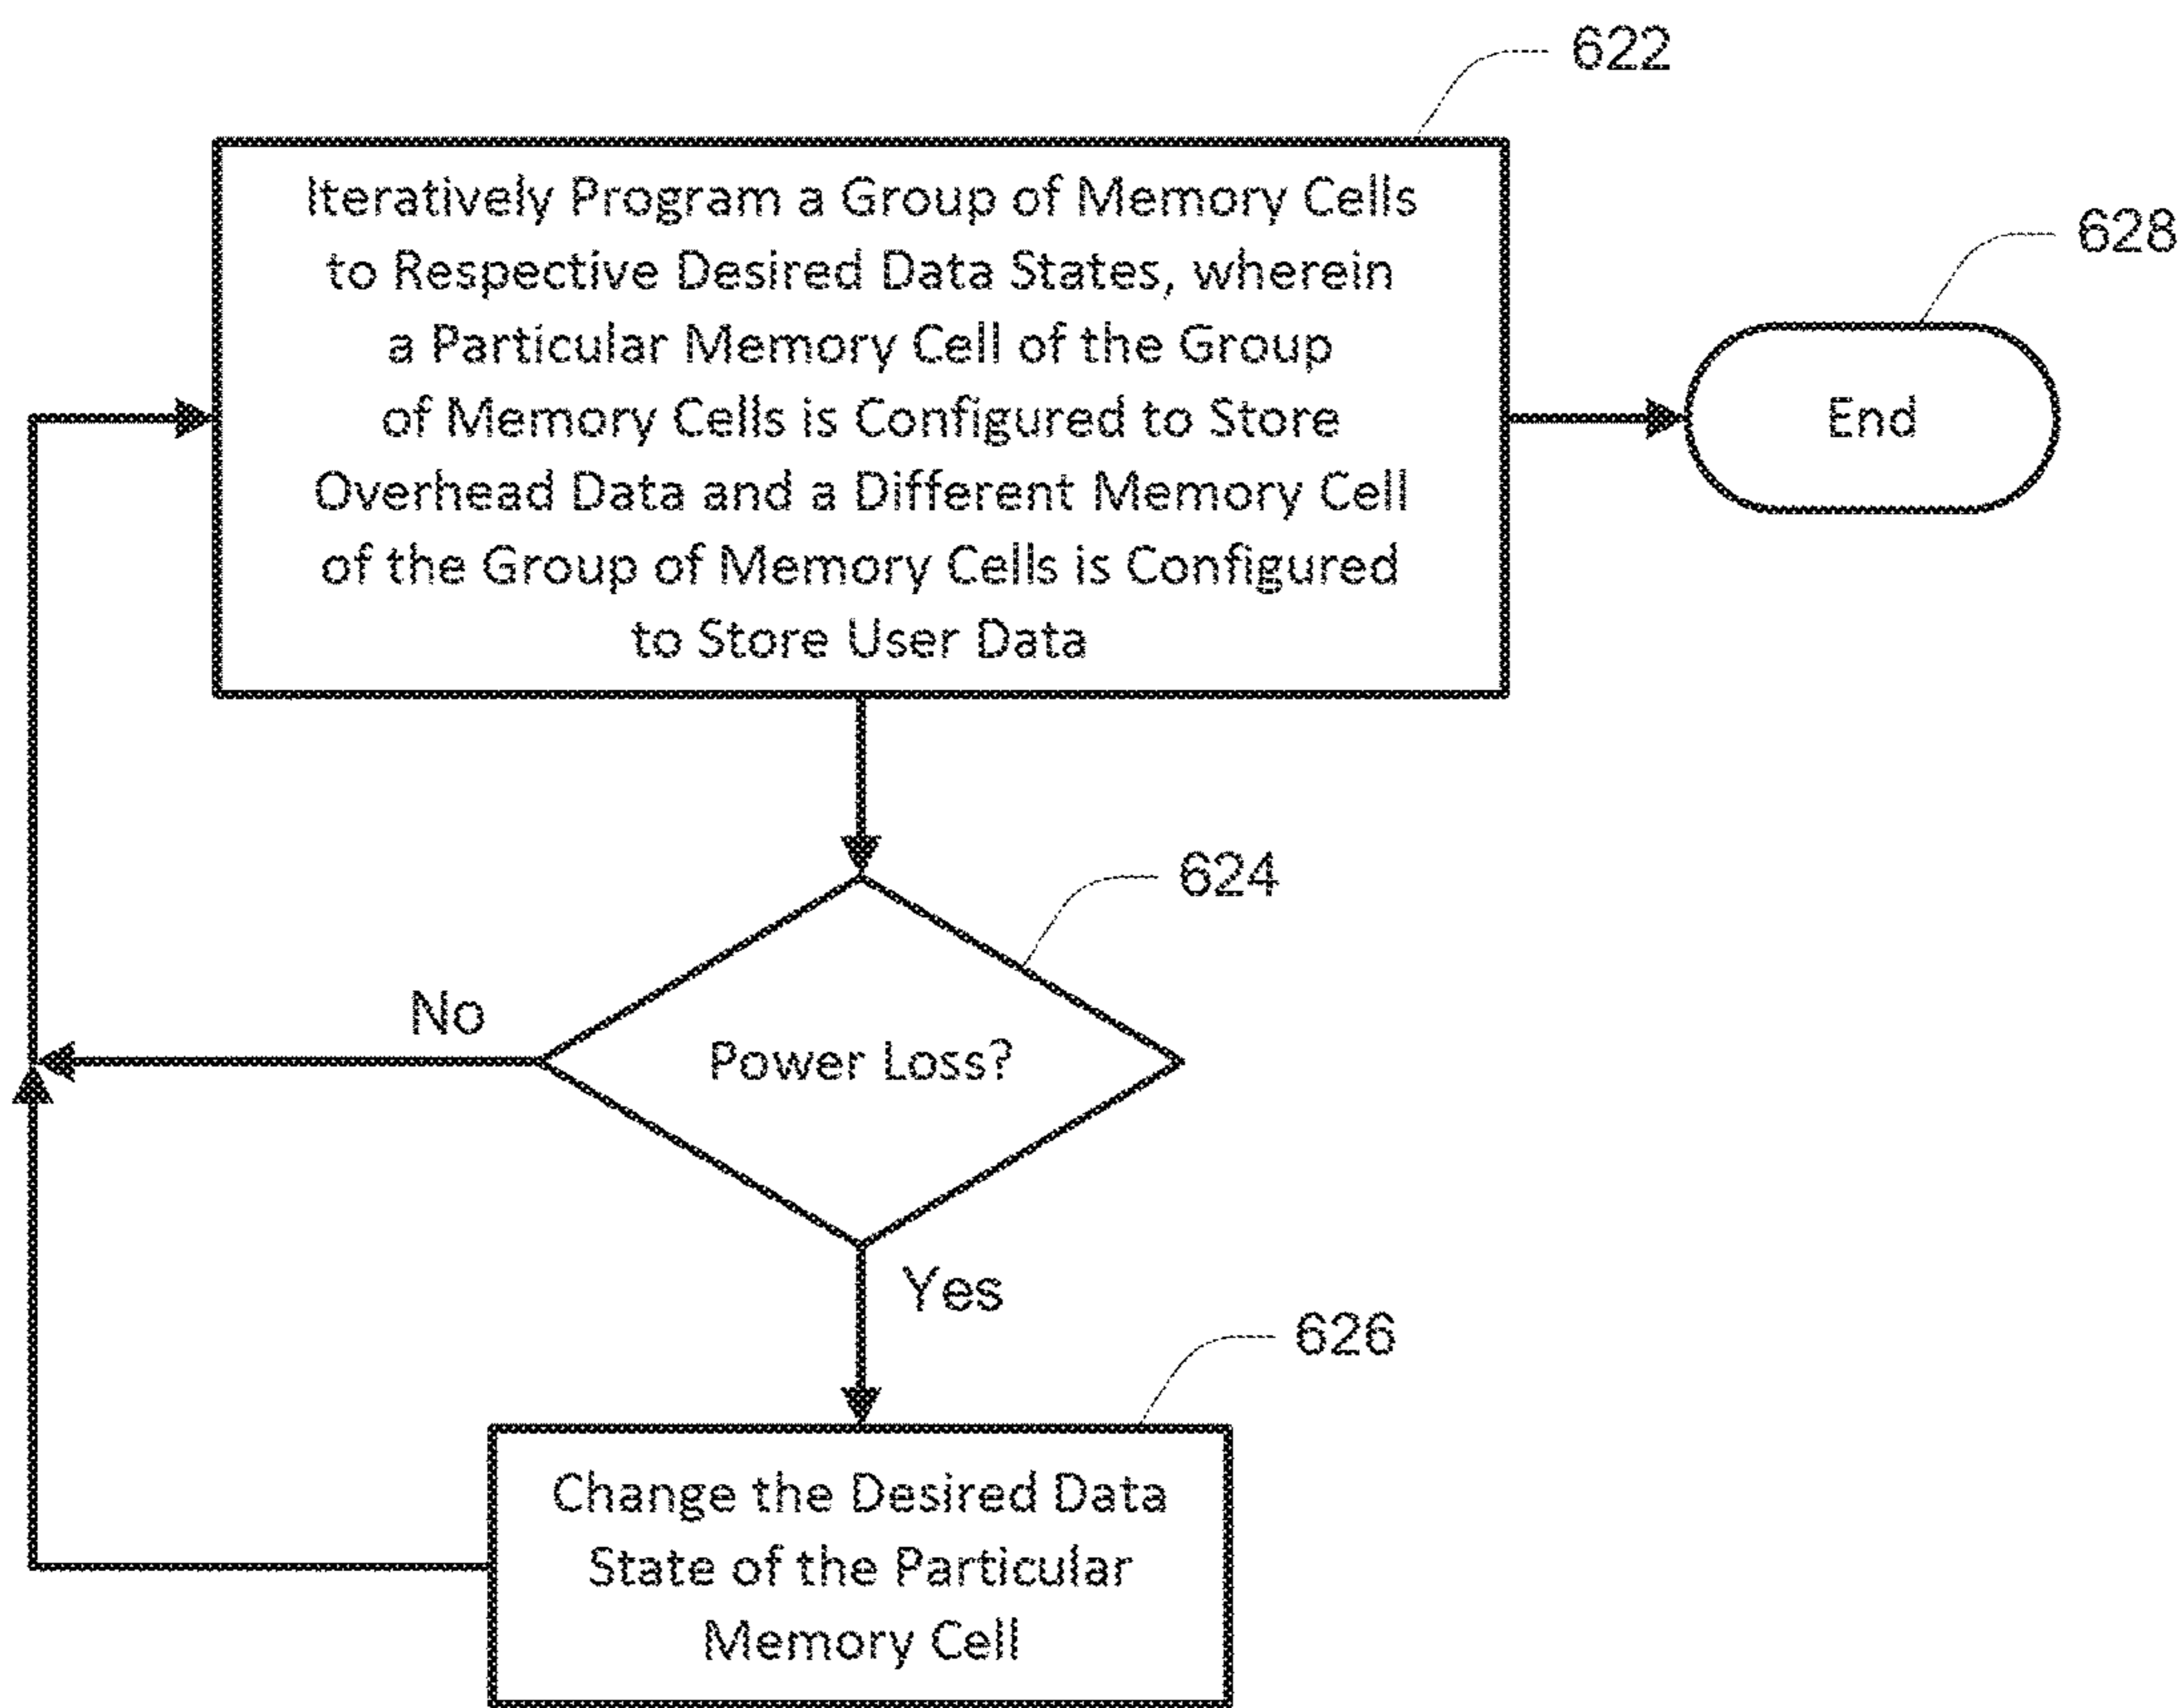 622
Iteratively Program a Group of Memory Cells
to Respective Desired Data States, wherein
a Particular Memory Cell of the Group
of Memory Cells is Configured to Store
Overhead Data and a Different Memory Cell
of the Group of Memory Cells is Configured
to Store User Data
628
End
624
No
Power Loss?
Yes
626
Change the Desired Data
State of the Particular
Memory Cell